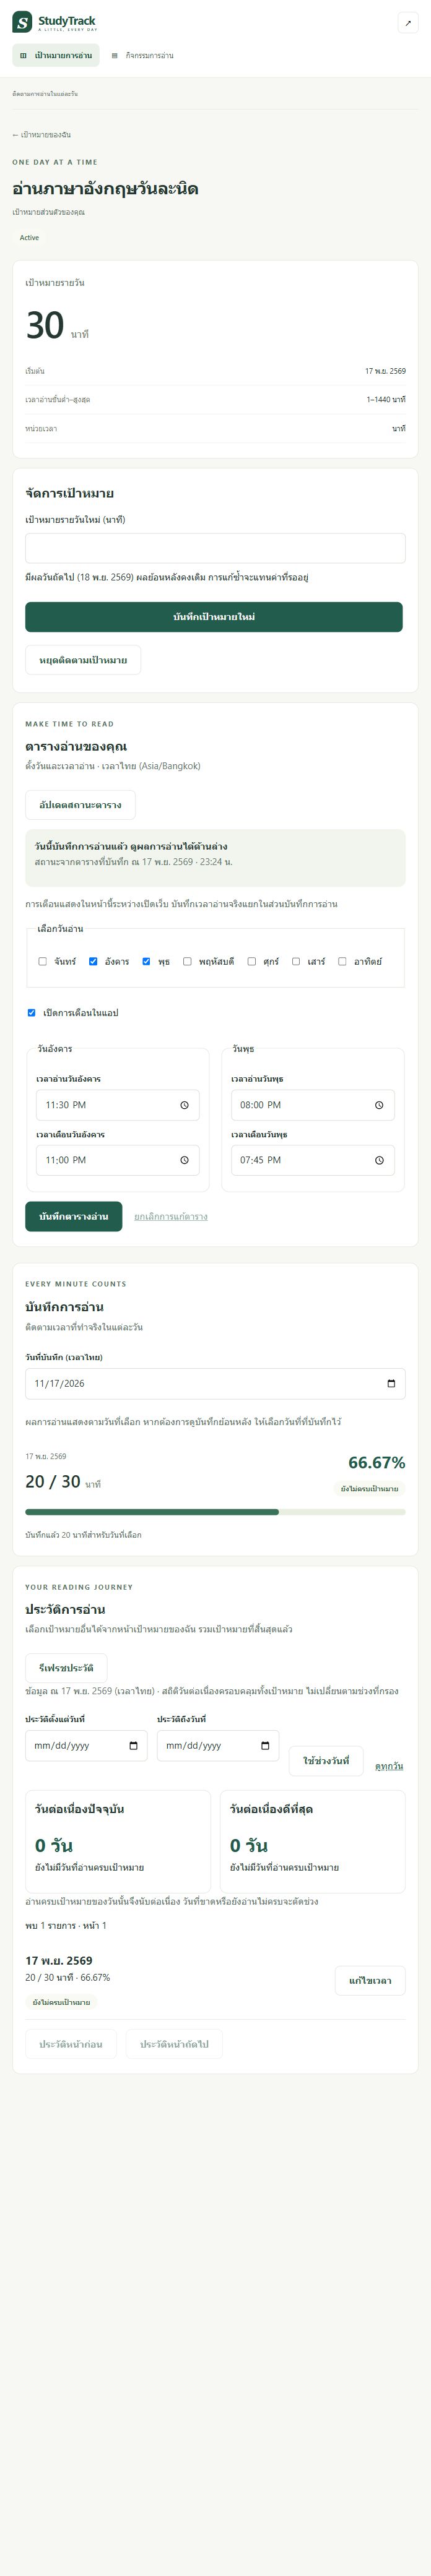 S StudyTrack
A LITTLE, EVERY DAY
↗
เป้าหมายการอ่าน
กิจกรรมการอ่าน
ติดตามการอ่านในแต่ละวัน
← เป้าหมายของฉัน
ONE DAY AT A TIME
อ่านภาษาอังกฤษวันละนิด
เป้าหมายส่วนตัวของคุณ
Active
เป้าหมายรายวัน
30 นาที
เริ่มต้น 17 พ.ย. 2569
เวลาอ่านขั้นต่ำ–สูงสุด 1–1440 นาที
หน่วยเวลา นาที
จัดการเป้าหมาย
เป้าหมายรายวันใหม่ (นาที)
มีผลวันถัดไป (18 พ.ย. 2569) ผลย้อนหลังคงเดิม การแก้ซ้ำจะแทนค่าที่รออยู่
บันทึกเป้าหมายใหม่
หยุดติดตามเป้าหมาย
MAKE TIME TO READ
ตารางอ่านของคุณ
ตั้งวันและเวลาอ่าน · เวลาไทย (Asia/Bangkok)
อัปเดตสถานะตาราง
วันนี้บันทึกการอ่านแล้ว ดูผลการอ่านได้ด้านล่าง
สถานะจากตารางที่บันทึก ณ 17 พ.ย. 2569 · 23:24 น.
การเตือนแสดงในหน้านี้ระหว่างเปิดเว็บ บันทึกเวลาอ่านจริงแยกในส่วนบันทึกการอ่าน
เลือกวันอ่าน
จันทร์ อังคาร พุธ พฤหัสบดี ศุกร์ เสาร์ อาทิตย์
เปิดการเตือนในแอป
วันอังคาร
เวลาอ่านวันอังคาร
11:30 PM
เวลาเตือนวันอังคาร
11:00 PM
วันพุธ
เวลาอ่านวันพุธ
08:00 PM
เวลาเตือนวันพุธ
07:45 PM
บันทึกตารางอ่าน
ยกเลิกการแก้ตาราง
EVERY MINUTE COUNTS
บันทึกการอ่าน
ติดตามเวลาที่ทำจริงในแต่ละวัน
วันที่บันทึก (เวลาไทย)
11/17/2026
ผลการอ่านแสดงตามวันที่เลือก หากต้องการดูบันทึกย้อนหลัง ให้เลือกวันที่ที่บันทึกไว้
17 พ.ย. 2569
20 / 30 นาที
66.67%
ยังไม่ครบเป้าหมาย
บันทึกแล้ว 20 นาทีสำหรับวันที่เลือก
YOUR READING JOURNEY
ประวัติการอ่าน
เลือกเป้าหมายอื่นได้จากหน้าเป้าหมายของฉัน รวมเป้าหมายที่สิ้นสุดแล้ว
รีเฟรชประวัติ
ข้อมูล ณ 17 พ.ย. 2569 (เวลาไทย) · สถิติวันต่อเนื่องครอบคลุมทั้งเป้าหมาย ไม่เปลี่ยนตามช่วงที่กรอง
ประวัติตั้งแต่วันที่
mm/dd/yyyy
ประวัติถึงวันที่
mm/dd/yyyy
ใช้ช่วงวันที่
ดูทุกวัน
วันต่อเนื่องปัจจุบัน
0 วัน
ยังไม่มีวันที่อ่านครบเป้าหมาย
วันต่อเนื่องดีที่สุด
0 วัน
ยังไม่มีวันที่อ่านครบเป้าหมาย
อ่านครบเป้าหมายของวันนั้นจึงนับต่อเนื่อง วันที่ขาดหรือยังอ่านไม่ครบจะตัดช่วง
พบ 1 รายการ · หน้า 1
17 พ.ย. 2569
20 / 30 นาที · 66.67%
ยังไม่ครบเป้าหมาย
แก้ไขเวลา
ประวัติหน้าก่อน
ประวัติหน้าถัดไป